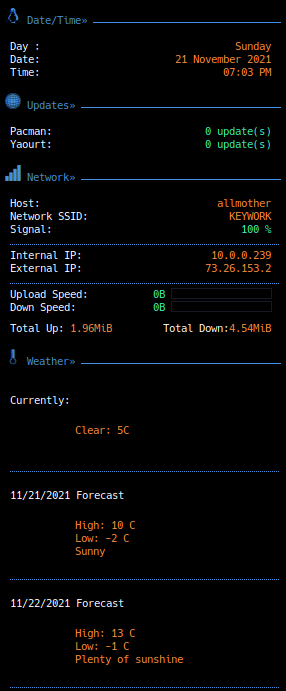 Date/Time»
Day : Sunday
Date: 21 November 2021
Time: 07:03 PM
Updates»
Pacman: 0 update(s)
Yaourt: 0 update(s)
Network»
Host: allmother
Network SSID: KEYWORK
Signal: 100 %
Internal IP: 10.0.0.239
External IP: 73.26.153.2
Upload Speed: 0B
Down Speed: 0B
Total Up: 1.96MiB Total Down:4.54MiB
Weather»
Currently:
Clear: 5C
11/21/2021 Forecast
High: 10 C
Low: -2 C
Sunny
11/22/2021 Forecast
High: 13 C
Low: -1 C
Plenty of sunshine